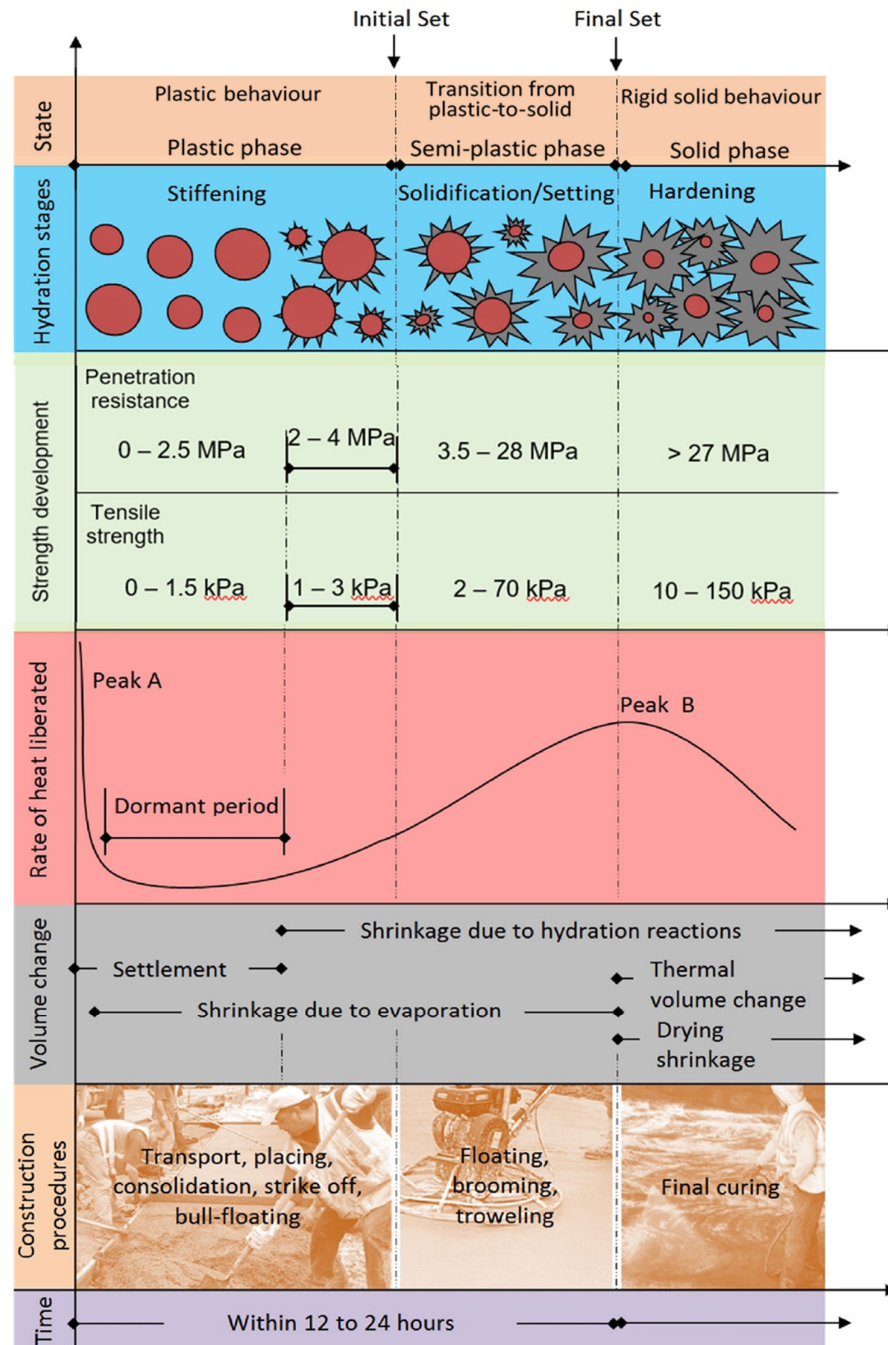 Initial Set
Final Set
State
Plastic behaviour
Transition from
plastic-to-solid
Rigid solid behaviour
Plastic phase
Semi-plastic phase
Solid phase
Hydration stages
Stiffening
Solidification/Setting
Hardening
Strength development
Penetration
resistance
0 – 2.5 MPa
2 – 4 MPa
3.5 – 28 MPa
> 27 MPa
Tensile
strength
0 – 1.5 kPa
1 – 3 kPa
2 – 70 kPa
10 – 150 kPa
Rate of heat liberated
Peak A
Peak B
Dormant period
Volume change
Shrinkage due to hydration reactions
Settlement
Thermal
volume change
Shrinkage due to evaporation
Drying
shrinkage
Construction
procedures
Transport, placing,
consolidation, strike off,
bull-floating
Floating,
brooming,
troweling
Final curing
Time
Within 12 to 24 hours